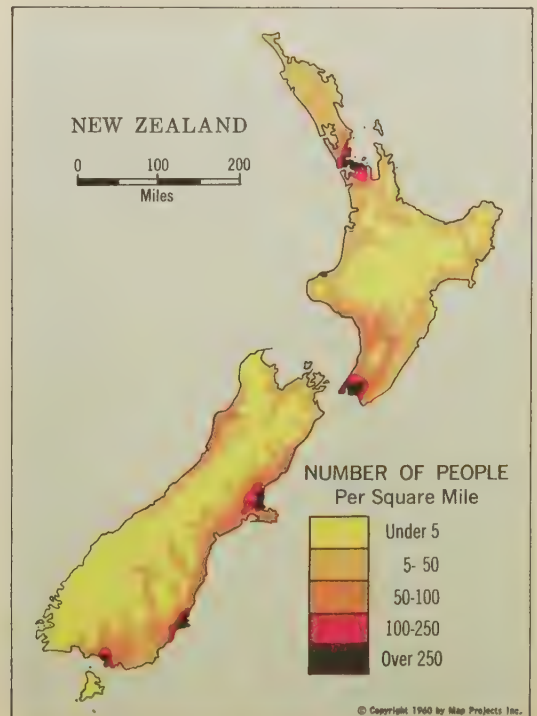 NEW ZEALAND
0 100 200
Miles
NUMBER OF PEOPLE
Per Square Mile
Under 5
5- 50
50-100
100-250
Over 250
© Copyright 1960 by Map Projects Inc.